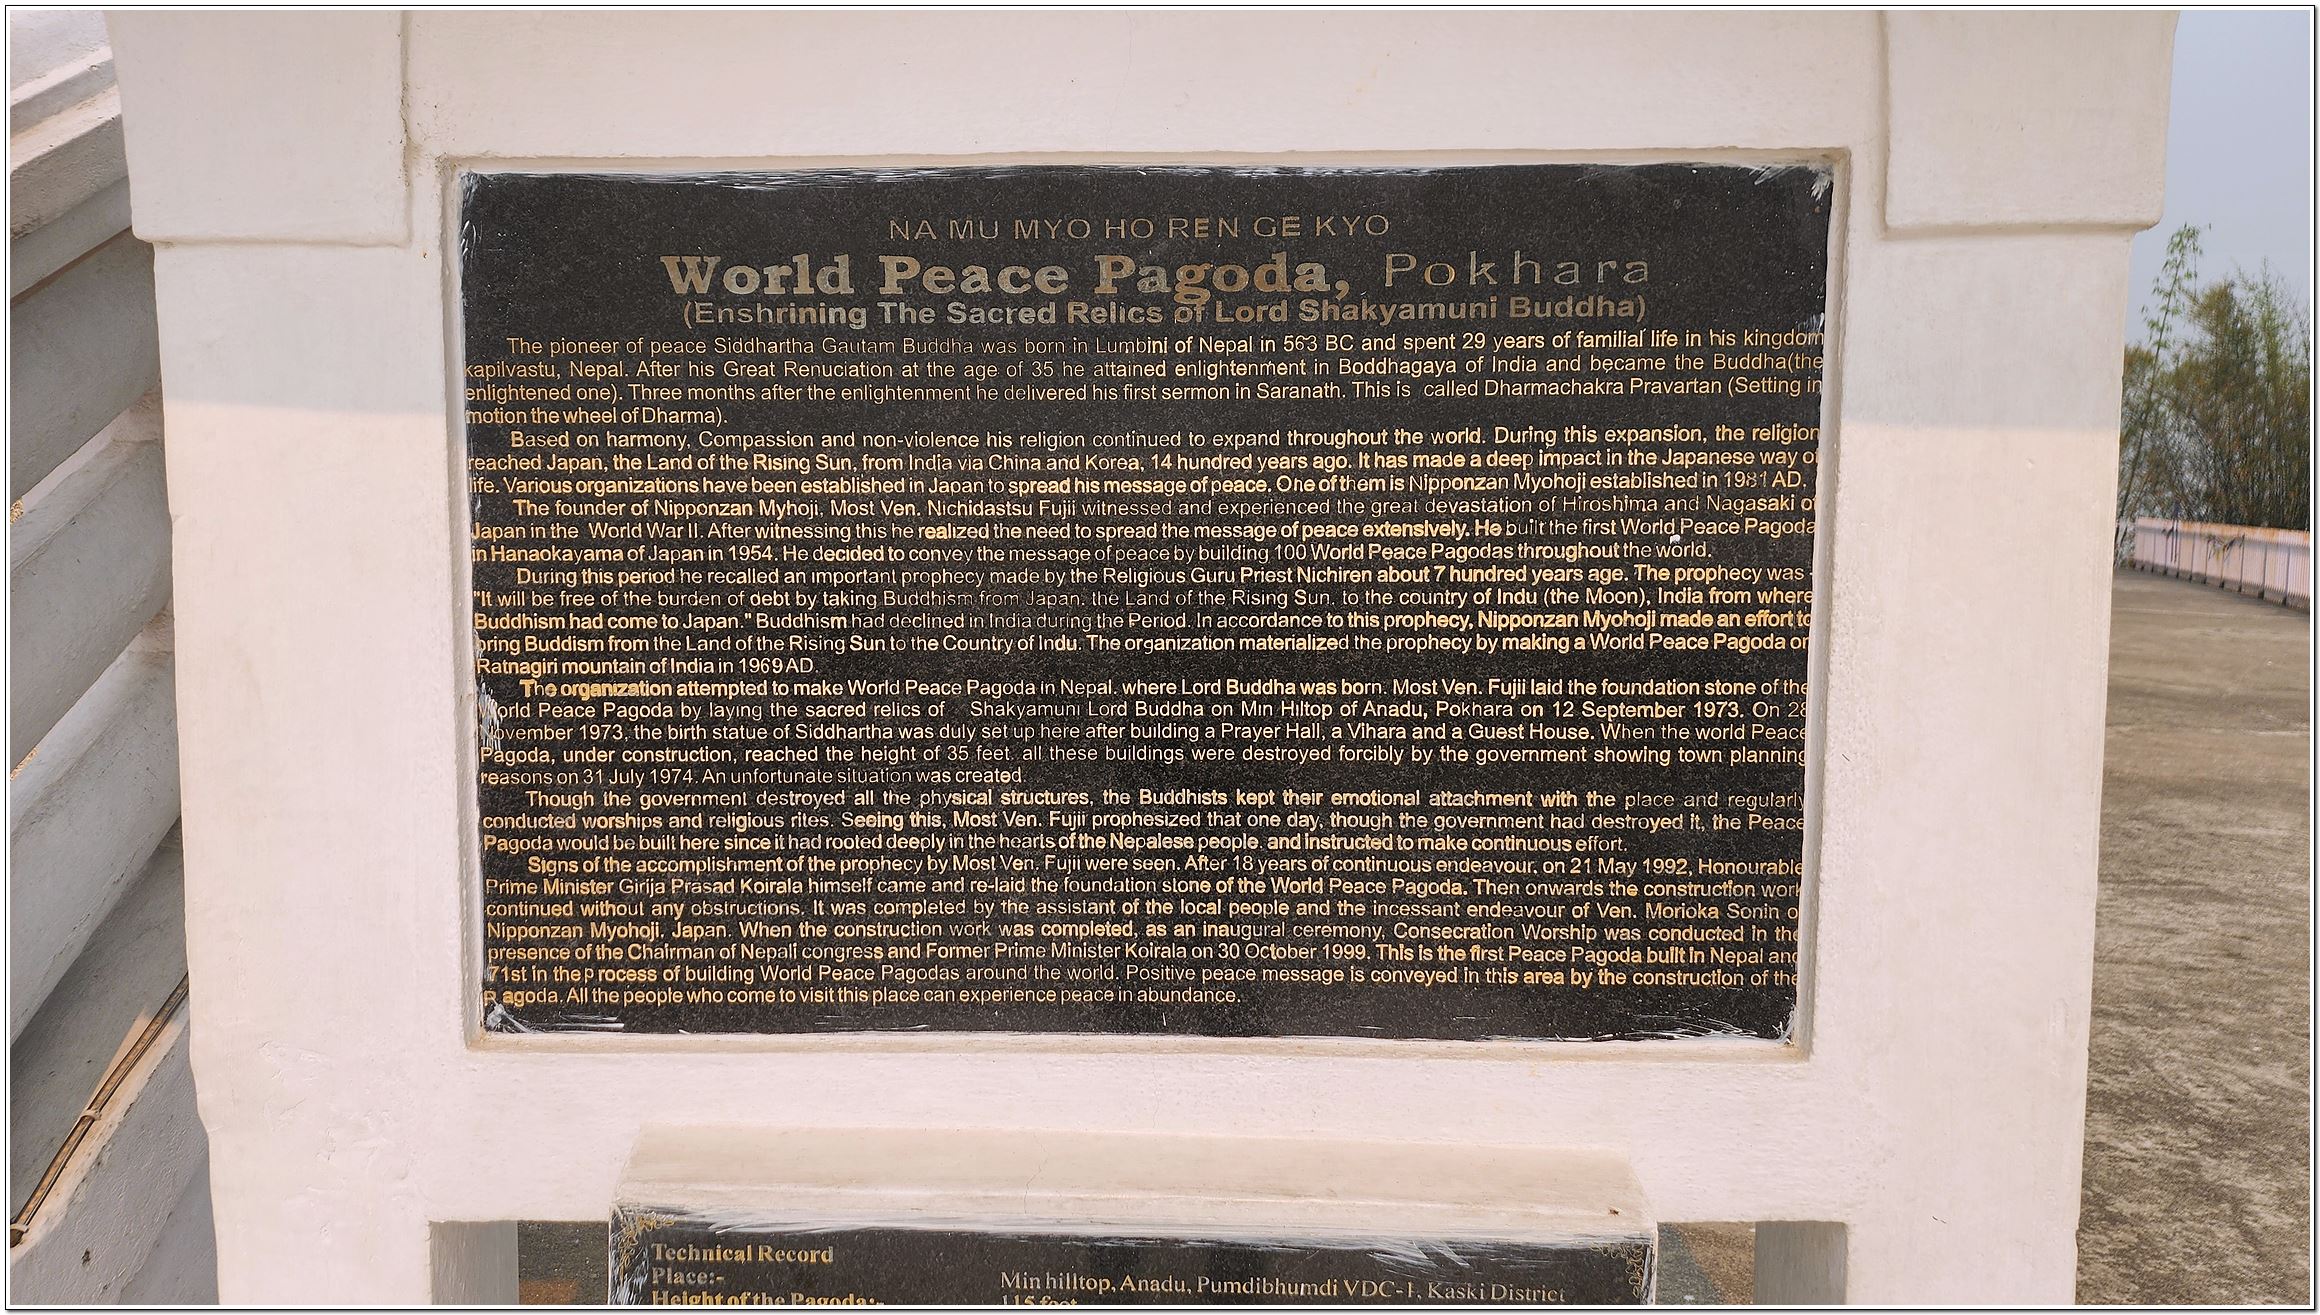 NA MU MYO HO REN GE KYO
World Peace Pagoda, Pokhara
(Enshrining The Sacred Relics of Lord Shakyamuni Buddha)
The pioneer of peace Siddhartha Gautam Buddha was born in Lumbini of Nepal in 563 BC and spent 29 years of familial life in his kingdom
kapilvastu, Nepal. After his Great Renuciation at the age of 35 he attained enlightenment in Boddhagaya of India and became the Buddha(the
enlightened one). Three months after the enlightenment he delivered his first sermon in Saranath. This is called Dharmachakra Pravartan (Setting in
motion the wheel of Dharma).
Based on harmony, Compassion and non-violence his religion continued to expand throughout the world. During this expansion, the religion
reached Japan, the Land of the Rising Sun, from India via China and Korea, 14 hundred years ago. It has made a deep impact in the Japanese way of
life. Various organizations have been established in Japan to spread his message of peace. One of them is Nipponzan Myohoji established in 1981 AD.
The founder of Nipponzan Myhoji, Most Ven. Nichidastsu Fujii witnessed and experienced the great devastation of Hiroshima and Nagasaki of
Japan in the World War II. After witnessing this he realized the need to spread the message of peace extensively. He built the first World Peace Pagoda
in Hanaokayama of Japan in 1954. He decided to convey the message of peace by building 100 World Peace Pagodas throughout the world.
During this period he recalled an important prophecy made by the Religious Guru Priest Nichiren about 7 hundred years age. The prophecy was -
"It will be free of the burden of debt by taking Buddhism from Japan, the Land of the Rising Sun, to the country of Indu (the Moon), India from where
Buddhism had come to Japan." Buddhism had declined in India during the Period. In accordance to this prophecy, Nipponzan Myohoji made an effort to
bring Buddism from the Land of the Rising Sun to the Country of Indu. The organization materialized the prophecy by making a World Peace Pagoda on
Ratnagiri mountain of India in 1969 AD.
The organization attempted to make World Peace Pagoda in Nepal, where Lord Buddha was born. Most Ven. Fujii laid the foundation stone of the
World Peace Pagoda by laying the sacred relics of Shakyamuni Lord Buddha on Min Hiltop of Anadu, Pokhara on 12 September 1973. On 28
November 1973, the birth statue of Siddhartha was duly set up here after building a Prayer Hall, a Vihara and a Guest House. When the world Peace
Pagoda, under construction, reached the height of 35 feet, all these buildings were destroyed forcibly by the government showing town planning
reasons on 31 July 1974. An unfortunate situation was created.
Though the government destroyed all the physical structures, the Buddhists kept their emotional attachment with the place and regularly
conducted worships and religious rites. Seeing this, Most Ven. Fujii prophesized that one day, though the government had destroyed it, the Peace
Pagoda would be built here since it had rooted deeply in the hearts of the Nepalese people, and instructed to make continuous effort.
Signs of the accomplishment of the prophecy by Most Ven. Fujii were seen. After 18 years of continuous endeavour, on 21 May 1992, Honourable
Prime Minister Girija Prasad Koirala himself came and re-laid the foundation stone of the World Peace Pagoda. Then onwards the construction work
continued without any obstructions. It was completed by the assistant of the local people and the incessant endeavour of Ven. Morioka Sonin o
Nipponzan Myohoji, Japan. When the construction work was completed, as an inaugural ceremony, Consecration Worship was conducted in the
presence of the Chairman of Nepali congress and Former Prime Minister Koirala on 30 October 1999. This is the first Peace Pagoda built in Nepal and
71st in the process of building World Peace Pagodas around the world. Positive peace message is conveyed in this area by the construction of the
Pagoda. All the people who come to visit this place can experience peace in abundance.
Technical Record
Place:- Min hilltop, Anadu, Pumdibhumdi VDC-1, Kaski District
Height of the Pagoda:- 115 feet